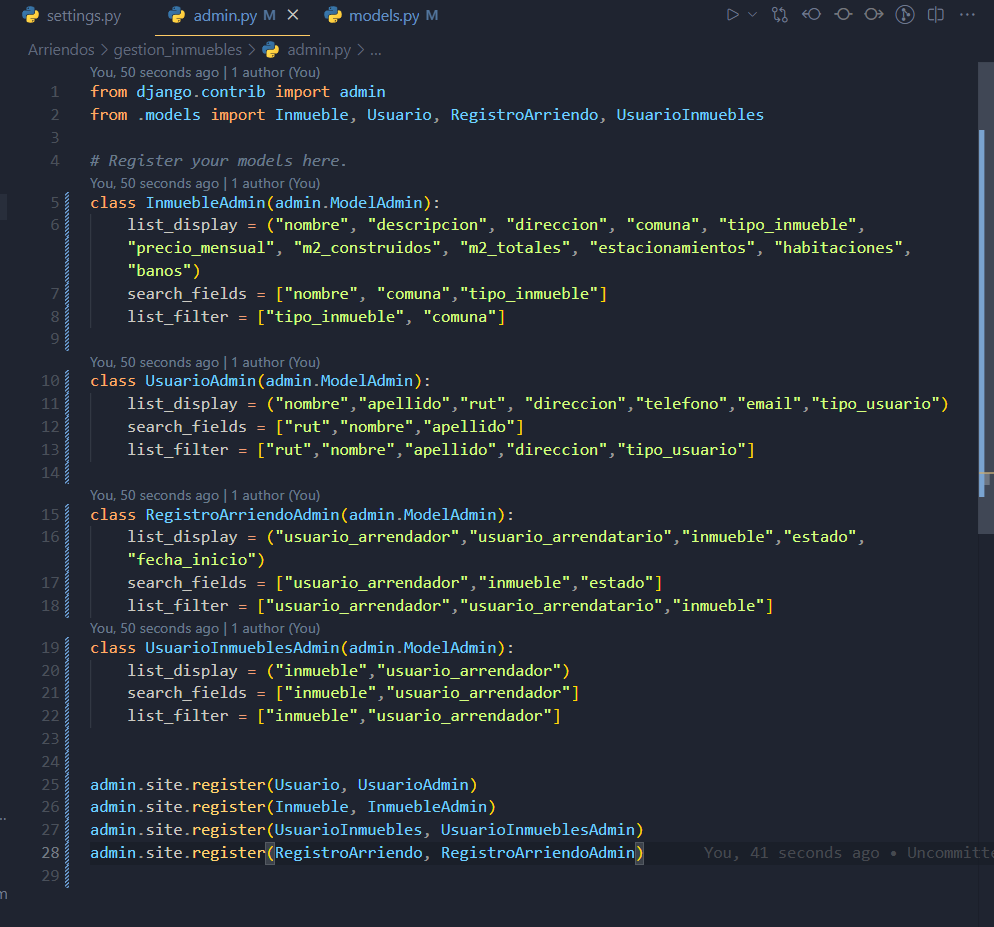 settings.py admin.py M models.py M
Arriendos > gestion_inmuebles > admin.py > ...
You, 50 seconds ago | 1 author (You)
1 from django.contrib import admin
2 from .models import Inmueble, Usuario, RegistroArriendo, UsuarioInmuebles
3
4 # Register your models here.
You, 50 seconds ago | 1 author (You)
5 class InmuebleAdmin(admin.ModelAdmin):
6 list_display = ("nombre", "descripcion", "direccion", "comuna", "tipo_inmueble",
"precio_mensual", "m2_construidos", "m2_totales", "estacionamientos", "habitaciones",
"banos")
7 search_fields = ["nombre", "comuna","tipo_inmueble"]
8 list_filter = ["tipo_inmueble", "comuna"]
9
You, 50 seconds ago | 1 author (You)
10 class UsuarioAdmin(admin.ModelAdmin):
11 list_display = ("nombre","apellido","rut", "direccion","telefono","email","tipo_usuario")
12 search_fields = ["rut","nombre","apellido"]
13 list_filter = ["rut","nombre","apellido","direccion","tipo_usuario"]
14
You, 50 seconds ago | 1 author (You)
15 class RegistroArriendoAdmin(admin.ModelAdmin):
16 list_display = ("usuario_arrendador","usuario_arrendatario","inmueble","estado",
"fecha_inicio")
17 search_fields = ["usuario_arrendador","inmueble","estado"]
18 list_filter = ["usuario_arrendador","usuario_arrendatario","inmueble"]
You, 50 seconds ago | 1 author (You)
19 class UsuarioInmueblesAdmin(admin.ModelAdmin):
20 list_display = ("inmueble","usuario_arrendador")
21 search_fields = ["inmueble","usuario_arrendador"]
22 list_filter = ["inmueble","usuario_arrendador"]
23
24
25 admin.site.register(Usuario, UsuarioAdmin)
26 admin.site.register(Inmueble, InmuebleAdmin)
27 admin.site.register(UsuarioInmuebles, UsuarioInmueblesAdmin)
28 admin.site.register(RegistroArriendo, RegistroArriendoAdmin) You, 41 seconds ago • Uncommitte
29